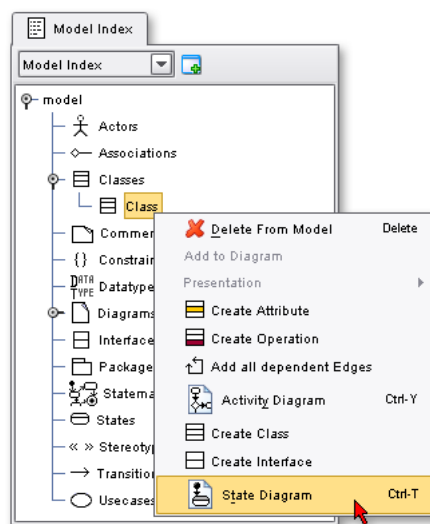 Model Index
Model Index
model
Actors
Associations
Classes
Class
Delete From Model Delete
Commen
Add to Diagram
{} Constrain
Presentation
DATA TYPE Datatype
Create Attribute
Diagrams
Create Operation
Interface
Add all dependent Edges
Package
Activity Diagram Ctrl-Y
Statema
Create Class
States
« » Stereotyp
Create Interface
Transition
State Diagram Ctrl-T
Usecases